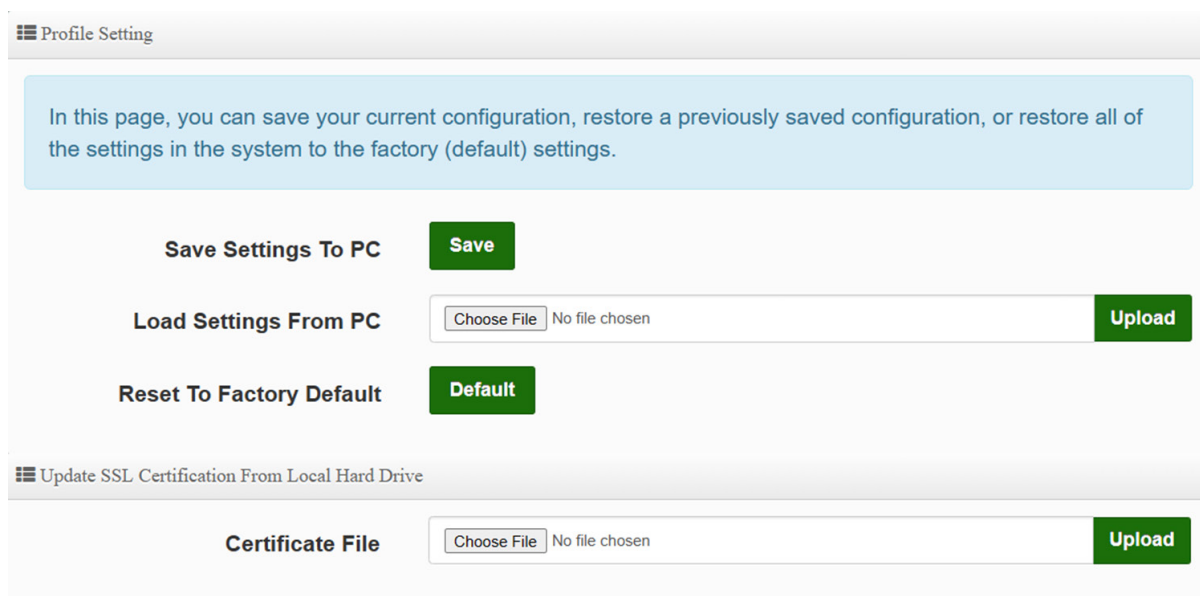 Profile Setting
In this page, you can save your current configuration, restore a previously saved configuration, or restore all of
the settings in the system to the factory (default) settings.
Save Settings To PC Save
Load Settings From PC Choose File No file chosen Upload
Reset To Factory Default Default
Update SSL Certification From Local Hard Drive
Certificate File Choose File No file chosen Upload